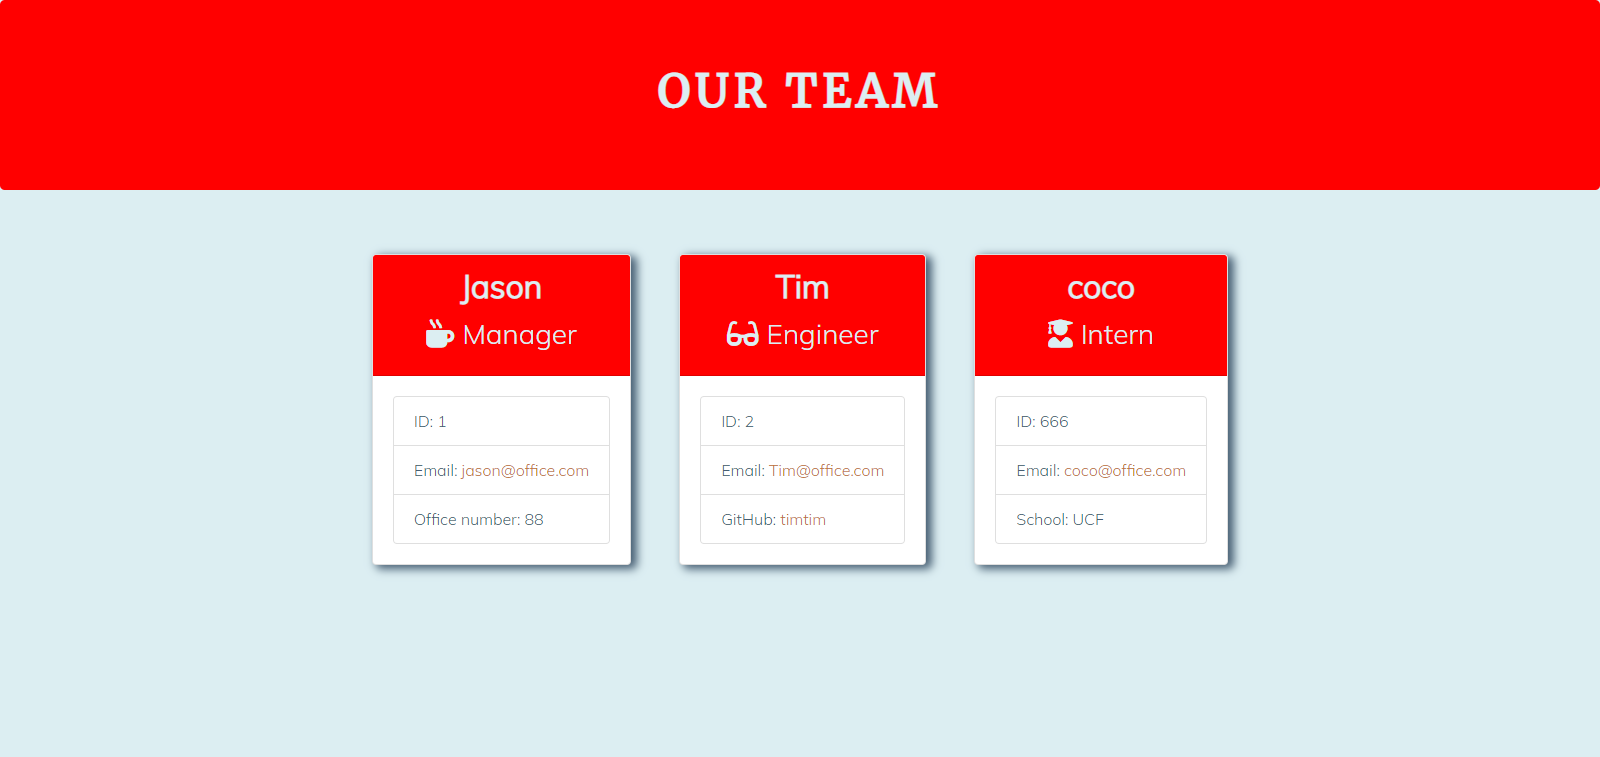 OUR TEAM
Jason
Manager
ID: 1
Email: jason@office.com
Office number: 88
Tim
Engineer
ID: 2
Email: Tim@office.com
GitHub: timtim
coco
Intern
ID: 666
Email: coco@office.com
School: UCF